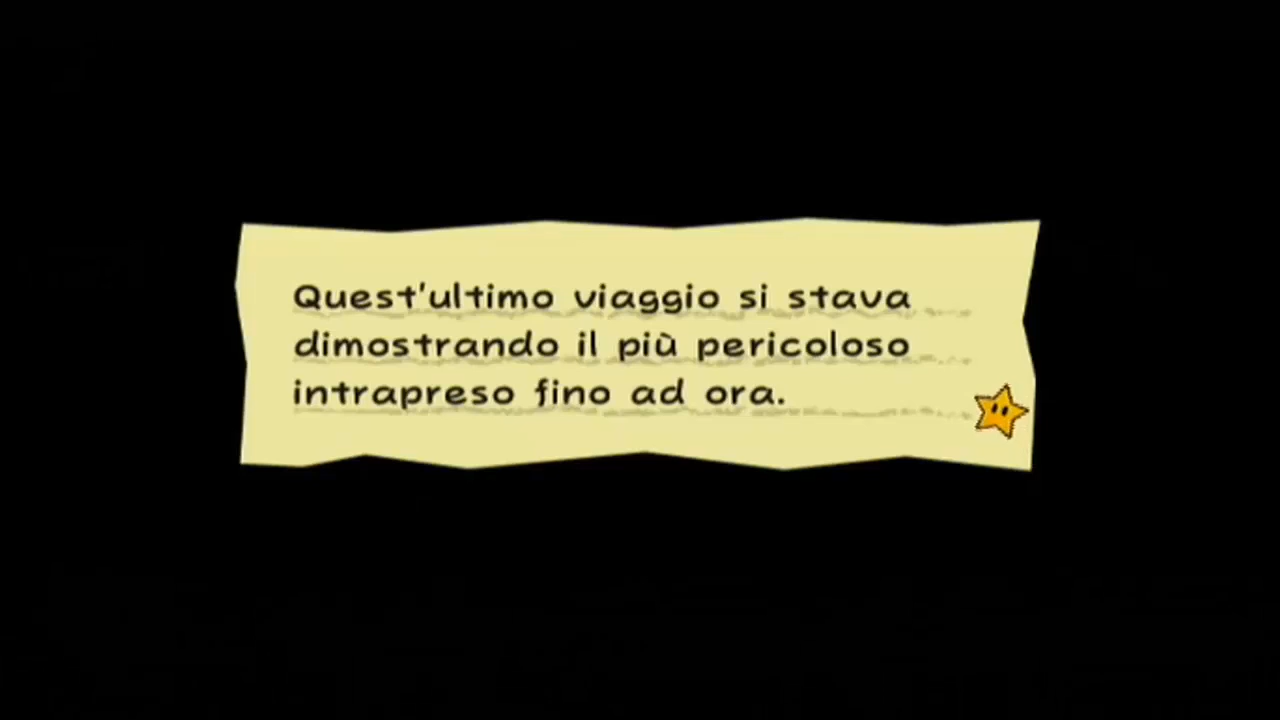 Quest'ultimo viaggio si stava
dimostrando il più pericoloso
intrapreso fino ad ora.